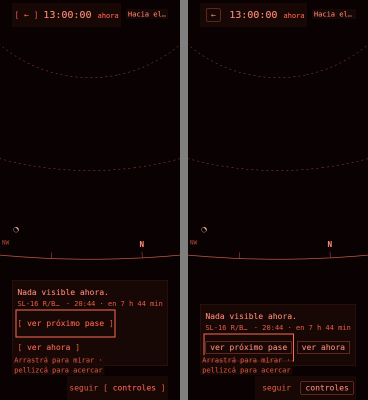 [ ← ] 13:00:00 ahora Hacia el…
NW
N
Nada visible ahora.
SL-16 R/B… · 20:44 · en 7 h 44 min
[ ver próximo pase ]
[ ver ahora ]
Arrastrá para mirar ·
pellizcá para acercar
seguir [ controles ]
← 13:00:00 ahora Hacia el…
NW
N
Nada visible ahora.
SL-16 R/B… · 20:44 · en 7 h 44 min
ver próximo pase ver ahora
Arrastrá para mirar ·
pellizcá para acercar
seguir controles